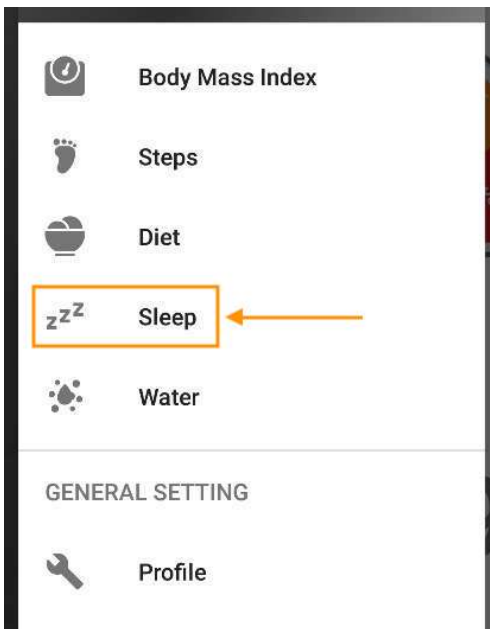 Body Mass Index
Steps
Diet
zzz Sleep
Water
GENERAL SETTING
Profile